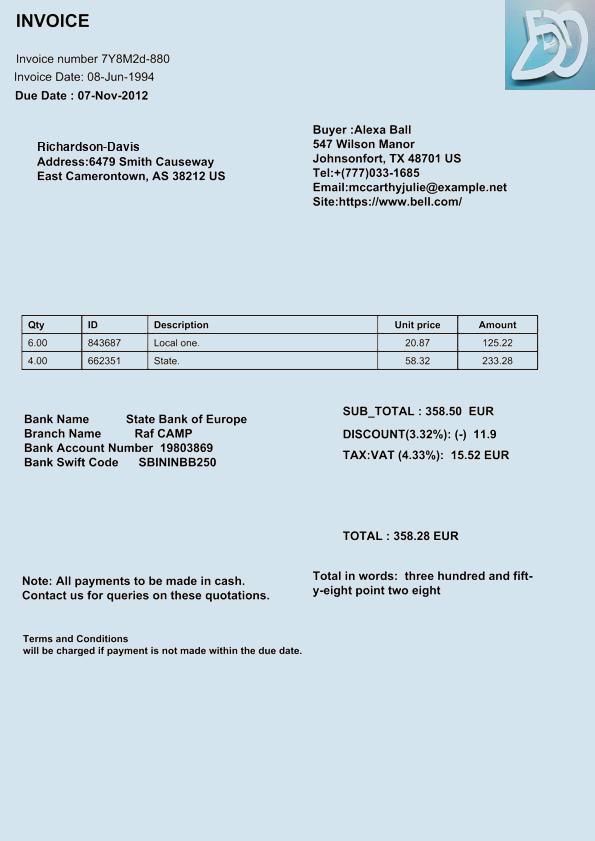 INVOICE
Invoice number 7Y8M2d-880
Invoice Date: 08-Jun-1994
Due Date : 07-Nov-2012
Richardson-Davis
Address:6479 Smith Causeway
East Camerontown, AS 38212 US
Buyer :Alexa Ball
547 Wilson Manor
Johnsonfort, TX 48701 US
Tel:+(777)033-1685
Email:mccarthyjulie@example.net
Site:https://www.bell.com/
Qty ID Description Unit price Amount
6.00 843687 Local one. 20.87 125.22
4.00 662351 State. 58.32 233.28
Bank Name State Bank of Europe
Branch Name Raf CAMP
Bank Account Number 19803869
Bank Swift Code SBININBB250
SUB_TOTAL : 358.50 EUR
DISCOUNT(3.32%): (-) 11.9
TAX:VAT (4.33%): 15.52 EUR
TOTAL : 358.28 EUR
Note: All payments to be made in cash.
Contact us for queries on these quotations.
Total in words: three hundred and fift-
y-eight point two eight
Terms and Conditions
will be charged if payment is not made within the due date.